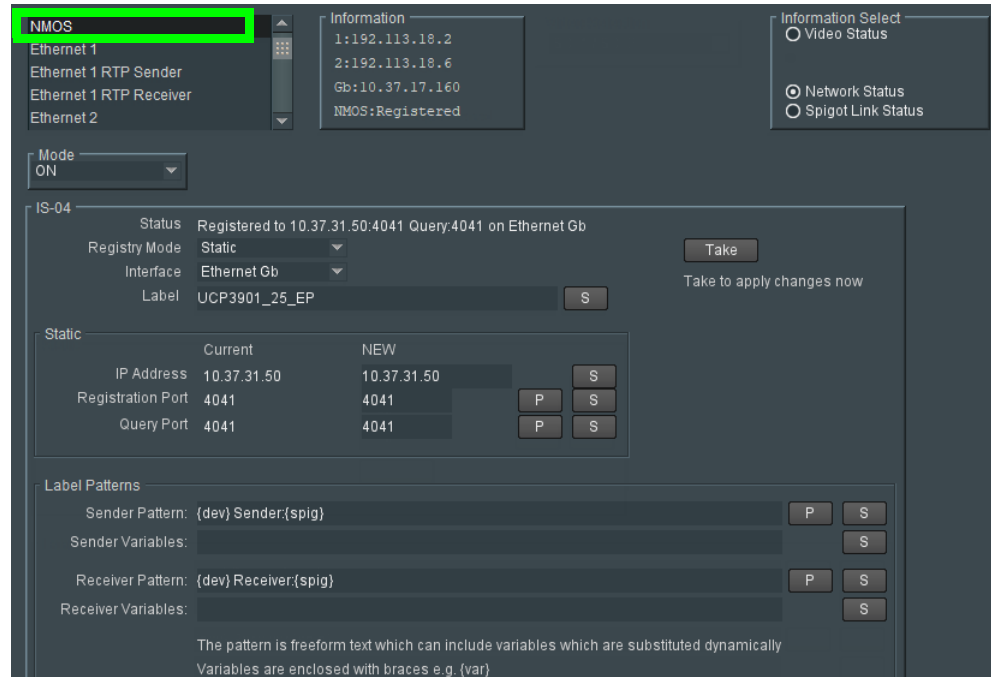 NMOS
Ethernet 1
Ethernet 1 RTP Sender
Ethernet 1 RTP Receiver
Ethernet 2
Information
1:192.113.18.2
2:192.113.18.6
Gb:10.37.17.160
NMOS:Registered
Information Select
Video Status
Network Status
Spigot Link Status
Mode
ON
IS-04
Status Registered to 10.37.31.50:4041 Query:4041 on Ethernet Gb
Registry Mode Static
Take
Interface Ethernet Gb
Take to apply changes now
Label UCP3901_25_EP S
Static
Current NEW
IP Address 10.37.31.50 10.37.31.50 S
Registration Port 4041 4041 P S
Query Port 4041 4041 P S
Label Patterns
Sender Pattern: {dev} Sender:{spig} P S
Sender Variables: S
Receiver Pattern: {dev} Receiver:{spig} P S
Receiver Variables: S
The pattern is freeform text which can include variables which are substituted dynamically
Variables are enclosed with braces e.g. {var}